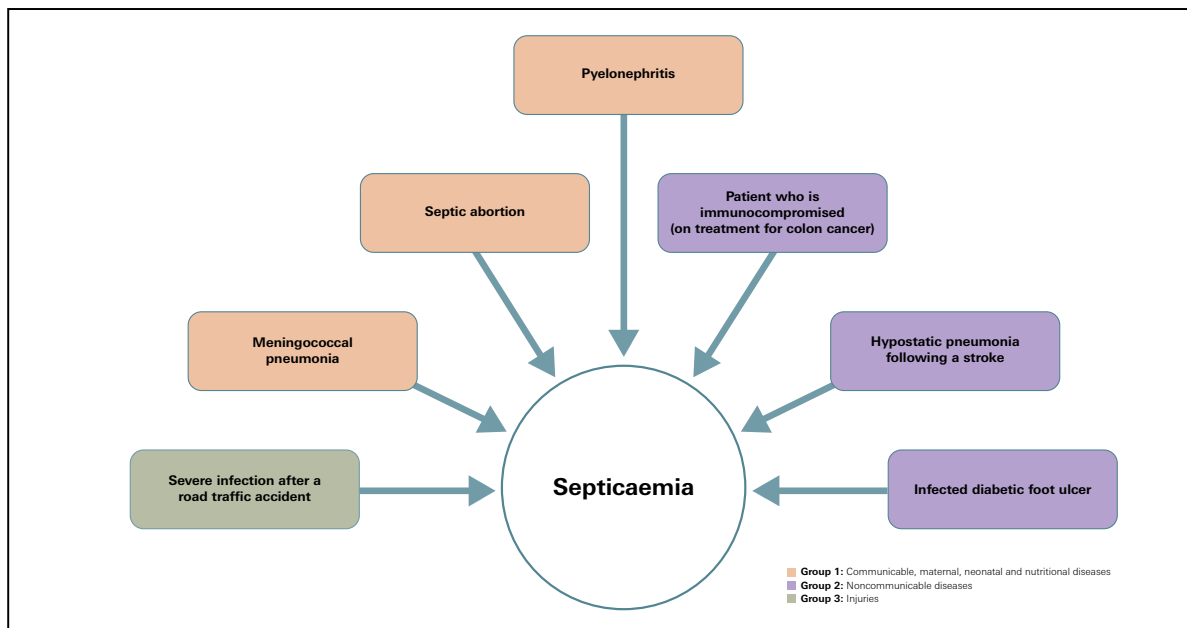 Pyelonephritis
Septic abortion
Patient who is
immunocompromised
(on treatment for colon cancer)
Meningococcal
pneumonia
Hypostatic pneumonia
following a stroke
Severe infection after a
road traffic accident
Septicaemia
Infected diabetic foot ulcer
Group 1: Communicable, maternal, neonatal and nutritional diseases
Group 2: Noncommunicable diseases
Group 3: Injuries